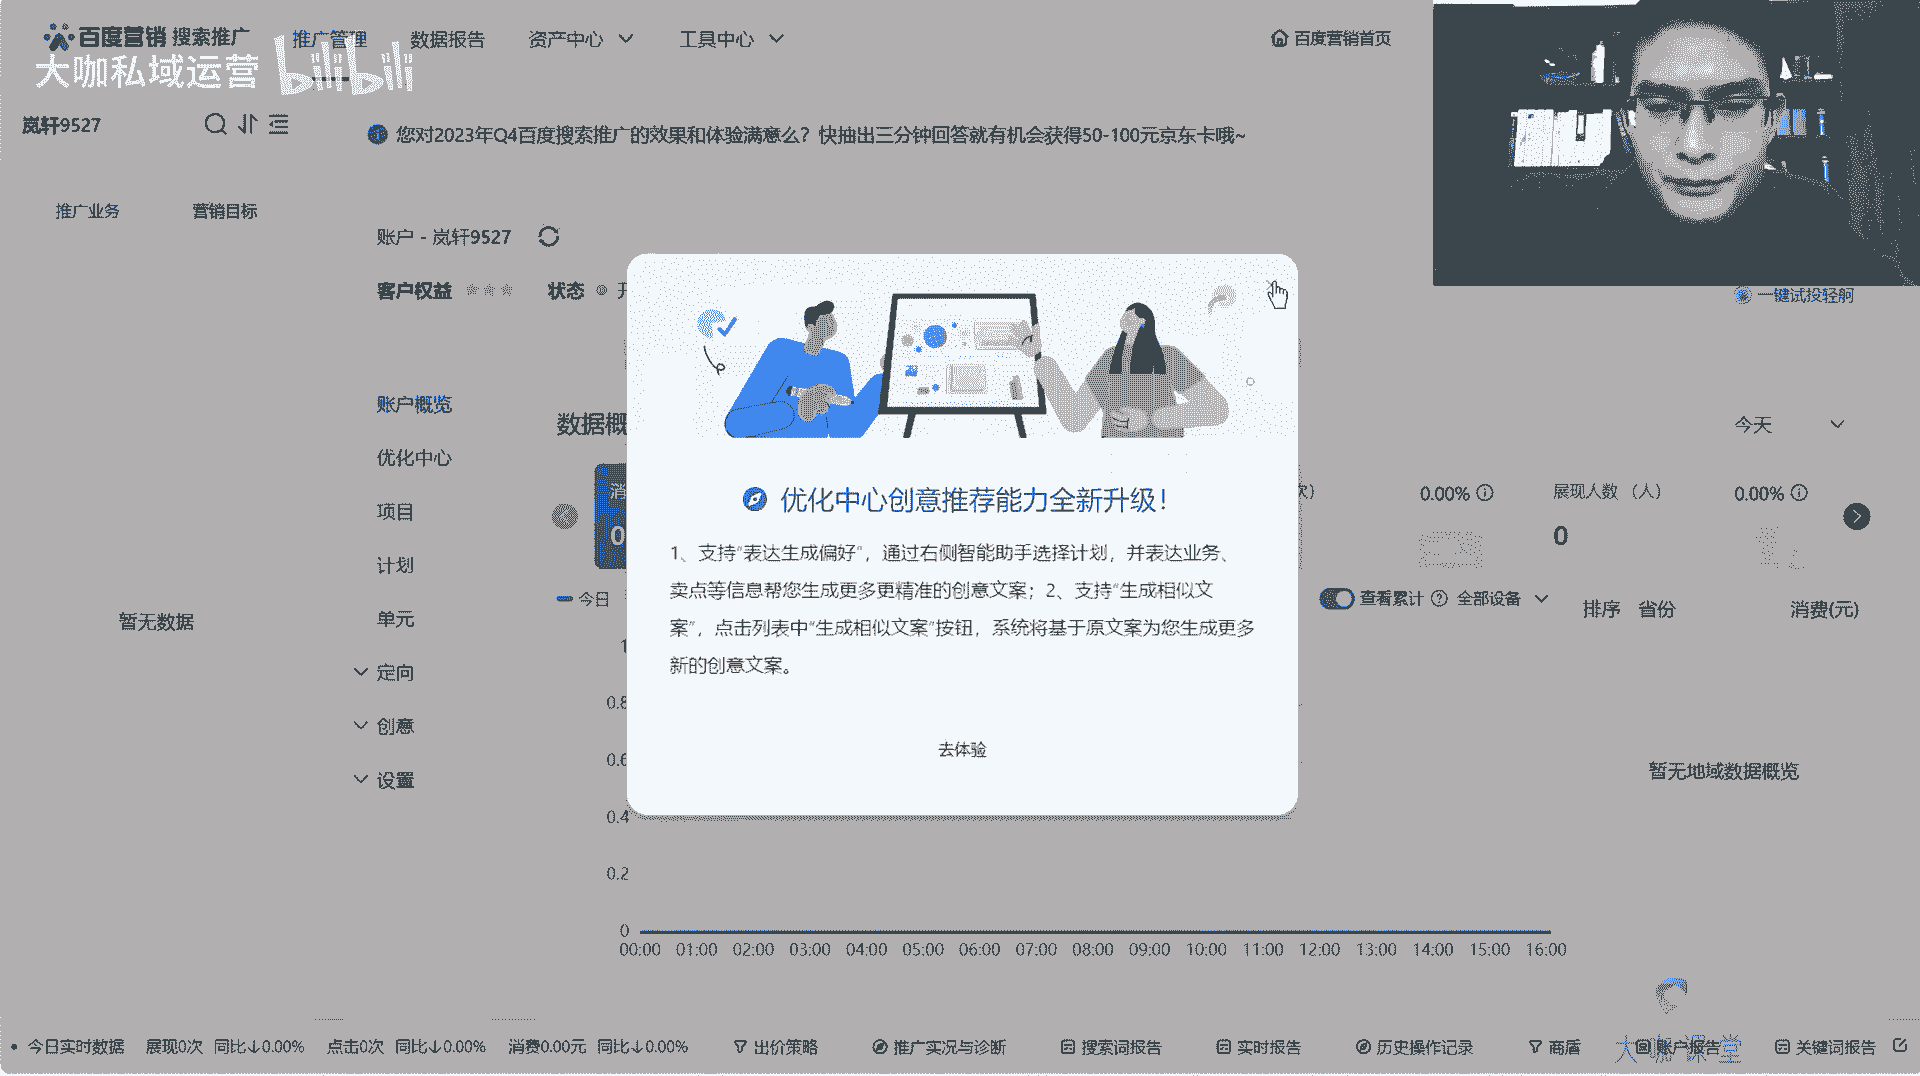 百度营销 搜索推广
推广管理 数据报告 资产中心 工具中心
百度营销首页
大咖私域运营 bilibili
岚轩9527
您对2023年Q4百度搜索推广的效果和体验满意么？快抽出三分钟回答就有机会获得50-100元京东卡哦~
推广业务 营销目标
账户 - 岚轩9527
客户权益 状态 开
一键试投轻舸
账户概览
数据概
今天
优化中心
消
次） 0.00% 展现人数 （人） 0.00%
0 0
优化中心创意推荐能力全新升级！
项目
1、支持“表达生成偏好”，通过右侧智能助手选择计划，并表达业务、
卖点等信息帮您生成更多更精准的创意文案；2、支持“生成相似文
案”，点击列表中“生成相似文案”按钮，系统将基于原文案为您生成更多
新的创意文案。
去体验
计划
今日
查看累计 全部设备
排序 省份 消费(元)
暂无数据
单元
定向
创意
设置
暂无地域数据概览
1
0.8
0.6
0.4
0.2
0
00:00 01:00 02:00 03:00 04:00 05:00 06:00 07:00 08:00 09:00 10:00 11:00 12:00 13:00 14:00 15:00 16:00
今日实时数据 展现0次 同比↓0.00% 点击0次 同比↓0.00% 消费0.00元 同比↓0.00% 出价策略 推广实况与诊断 搜索词报告 实时报告 历史操作记录 商盾 账户报告 关键词报告
大咖课堂